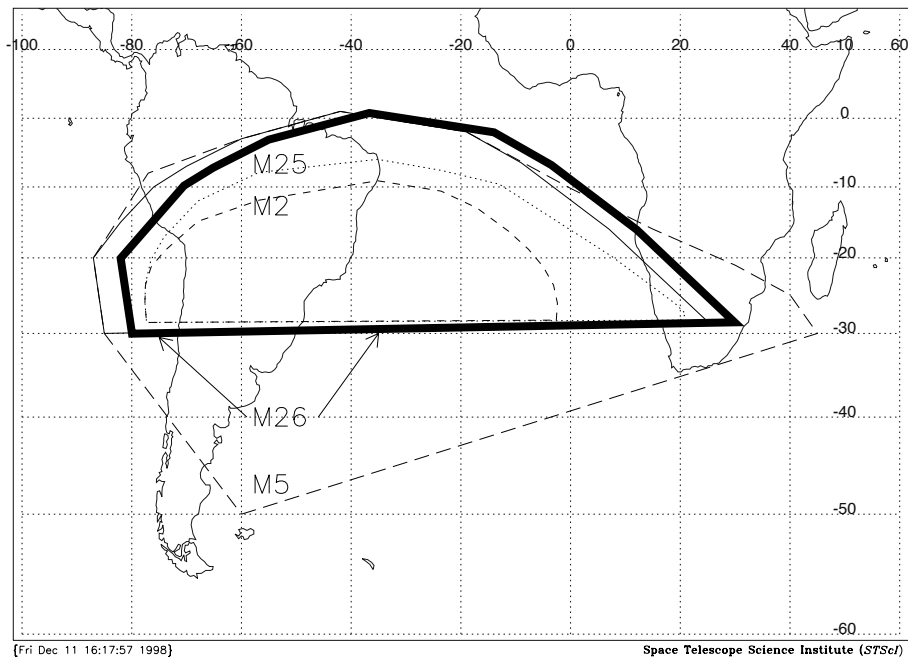 -100 -80 -60 -40 -20 0 20 40 60
0
M25
-10
M2
-20
-30
M26
-40
M5
-50
-60
{Fri Dec 11 16:17:57 1998} Space Telescope Science Institute (STScI)